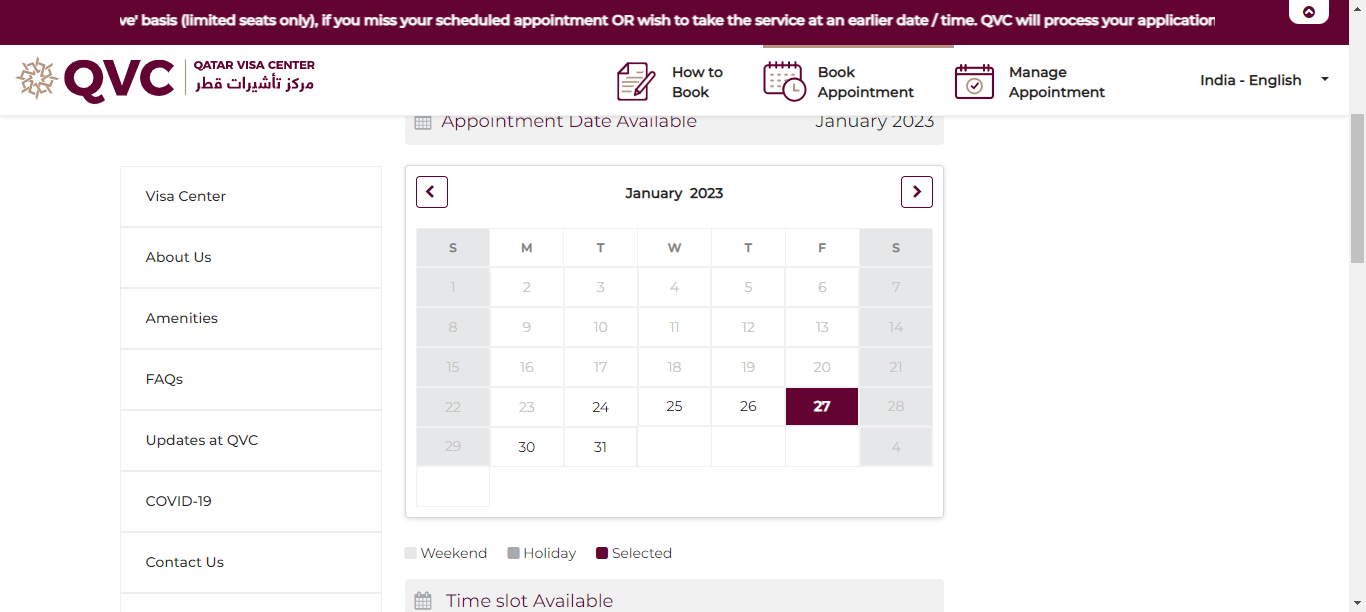 basis (limited seats only), if you miss your scheduled appointment OR wish to take the service at an earlier date / time. QVC will process your application
QVC
QATAR VISA CENTER
مركز تأشيرات قطر
How to
Book
Book
Appointment
Manage
Appointment
India - English
Appointment Date Available January 2023
Visa Center
About Us
Amenities
FAQs
Updates at QVC
COVID-19
Contact Us
January 2023
S M T W T F S
1 2 3 4 5 6 7
8 9 10 11 12 13 14
15 16 17 18 19 20 21
22 23 24 25 26 27 28
29 30 31 4
Weekend Holiday Selected
Time slot Available